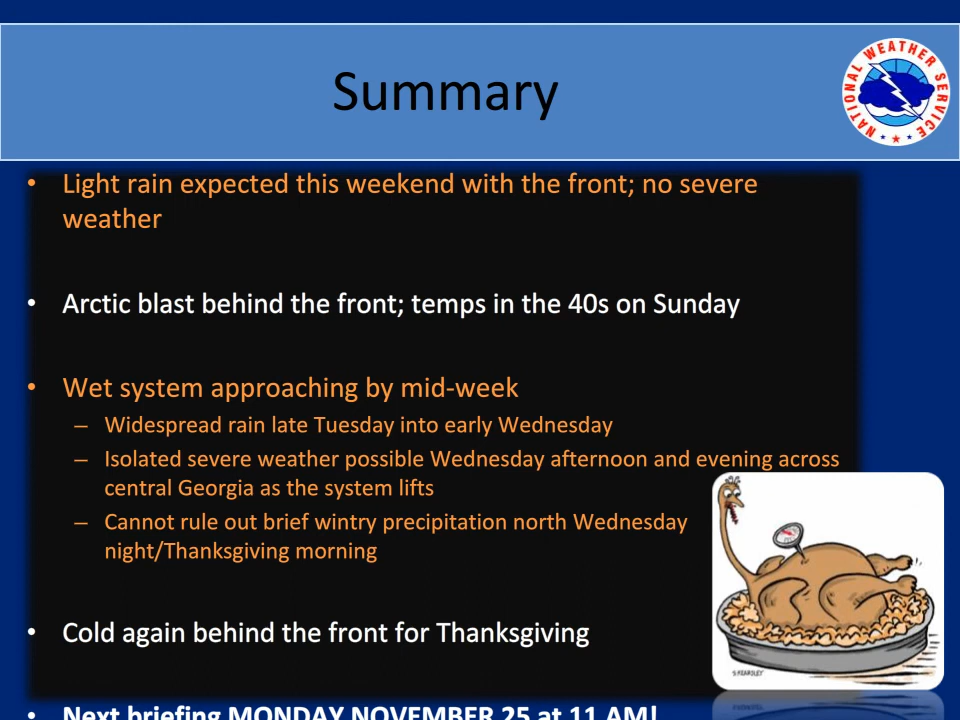 Summary
NATIONAL WEATHER SERVICE
• Light rain expected this weekend with the front; no severe
weather
• Arctic blast behind the front; temps in the 40s on Sunday
• Wet system approaching by mid-week
– Widespread rain late Tuesday into early Wednesday
– Isolated severe weather possible Wednesday afternoon and evening across
central Georgia as the system lifts
– Cannot rule out brief wintry precipitation north Wednesday
night/Thanksgiving morning
• Cold again behind the front for Thanksgiving
• Next briefing MONDAY NOVEMBER 25 at 11 AM!